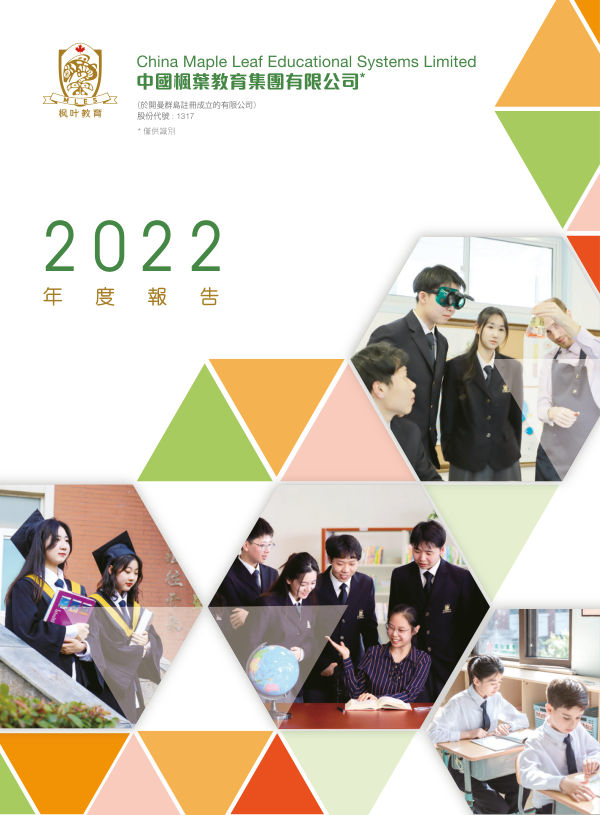 MLES
枫叶教育
China Maple Leaf Educational Systems Limited
中國楓葉教育集團有限公司*
(於開曼群島註冊成立的有限公司)
股份代號 : 1317
* 僅供識別
2022
年度報告